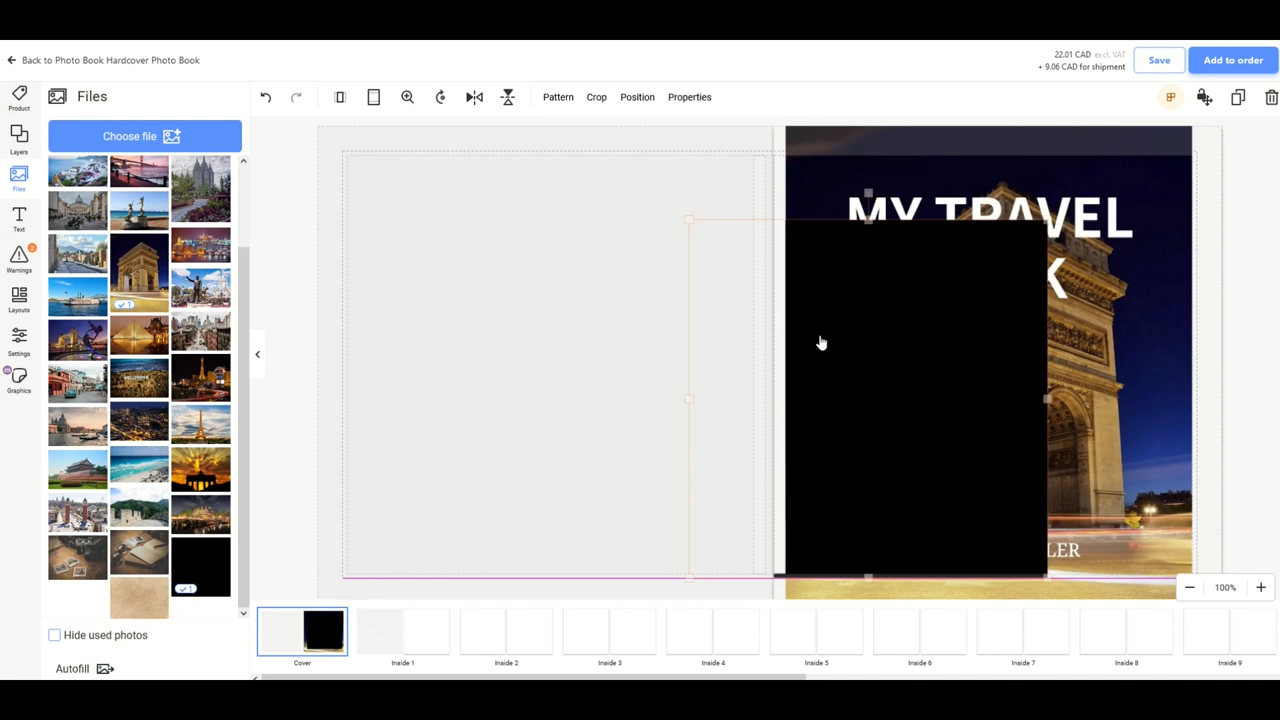 Back to Photo Book Hardcover Photo Book
22.01 CAD excl. VAT
+ 9.06 CAD for shipment
Save
Add to order
Product
Layers
Files
Text
Warnings
2
Layouts
Settings
Graphics
Files
Choose file
1
1
Hide used photos
Autofill
Pattern
Crop
Position
Properties
MY TRAVEL
K
LER
100%
Cover
Inside 1
Inside 2
Inside 3
Inside 4
Inside 5
Inside 6
Inside 7
Inside 8
Inside 9